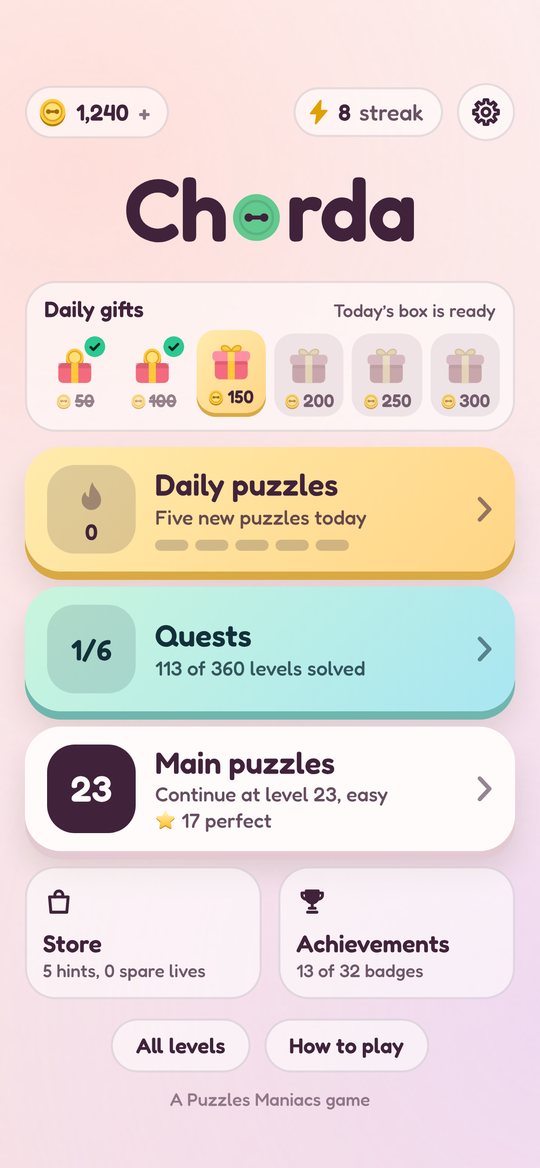 1,240 +
8 streak
Chorda
Daily gifts
Today's box is ready
50
100
150
200
250
300
Daily puzzles
0
Five new puzzles today
1/6
Quests
113 of 360 levels solved
23
Main puzzles
Continue at level 23, easy
17 perfect
Store
5 hints, 0 spare lives
Achievements
13 of 32 badges
All levels
How to play
A Puzzles Maniacs game